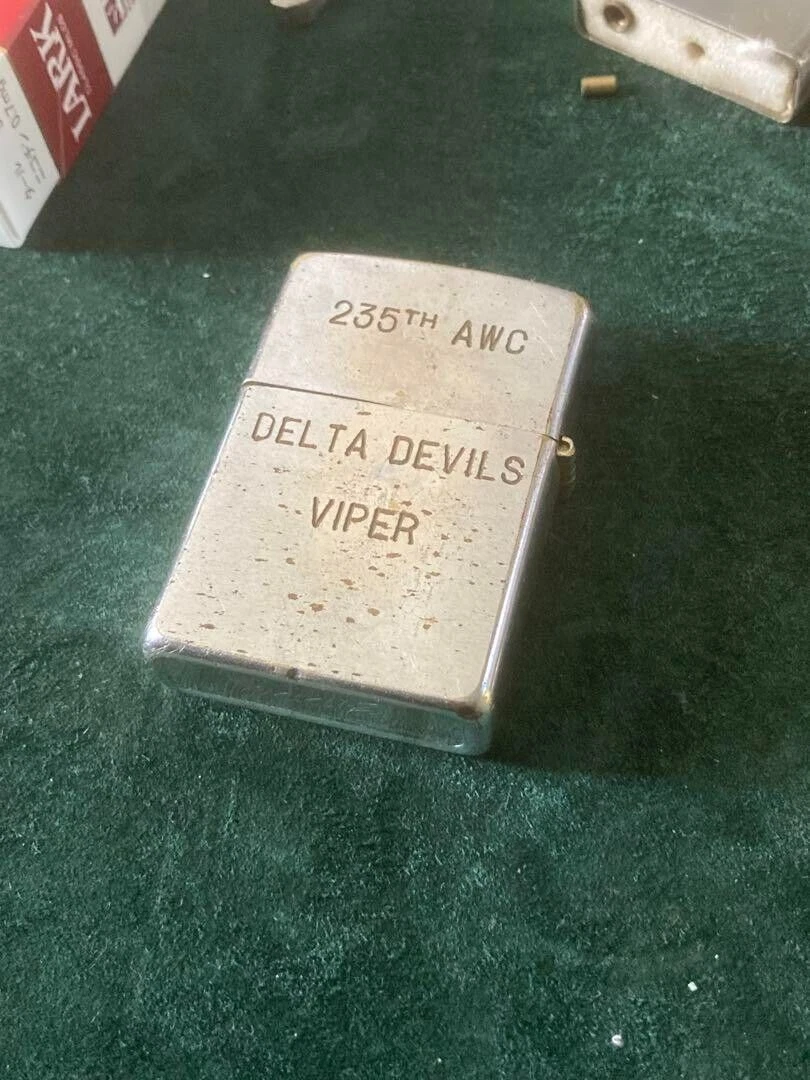 235TH AWC
DELTA DEVILS
VIPER
LARK